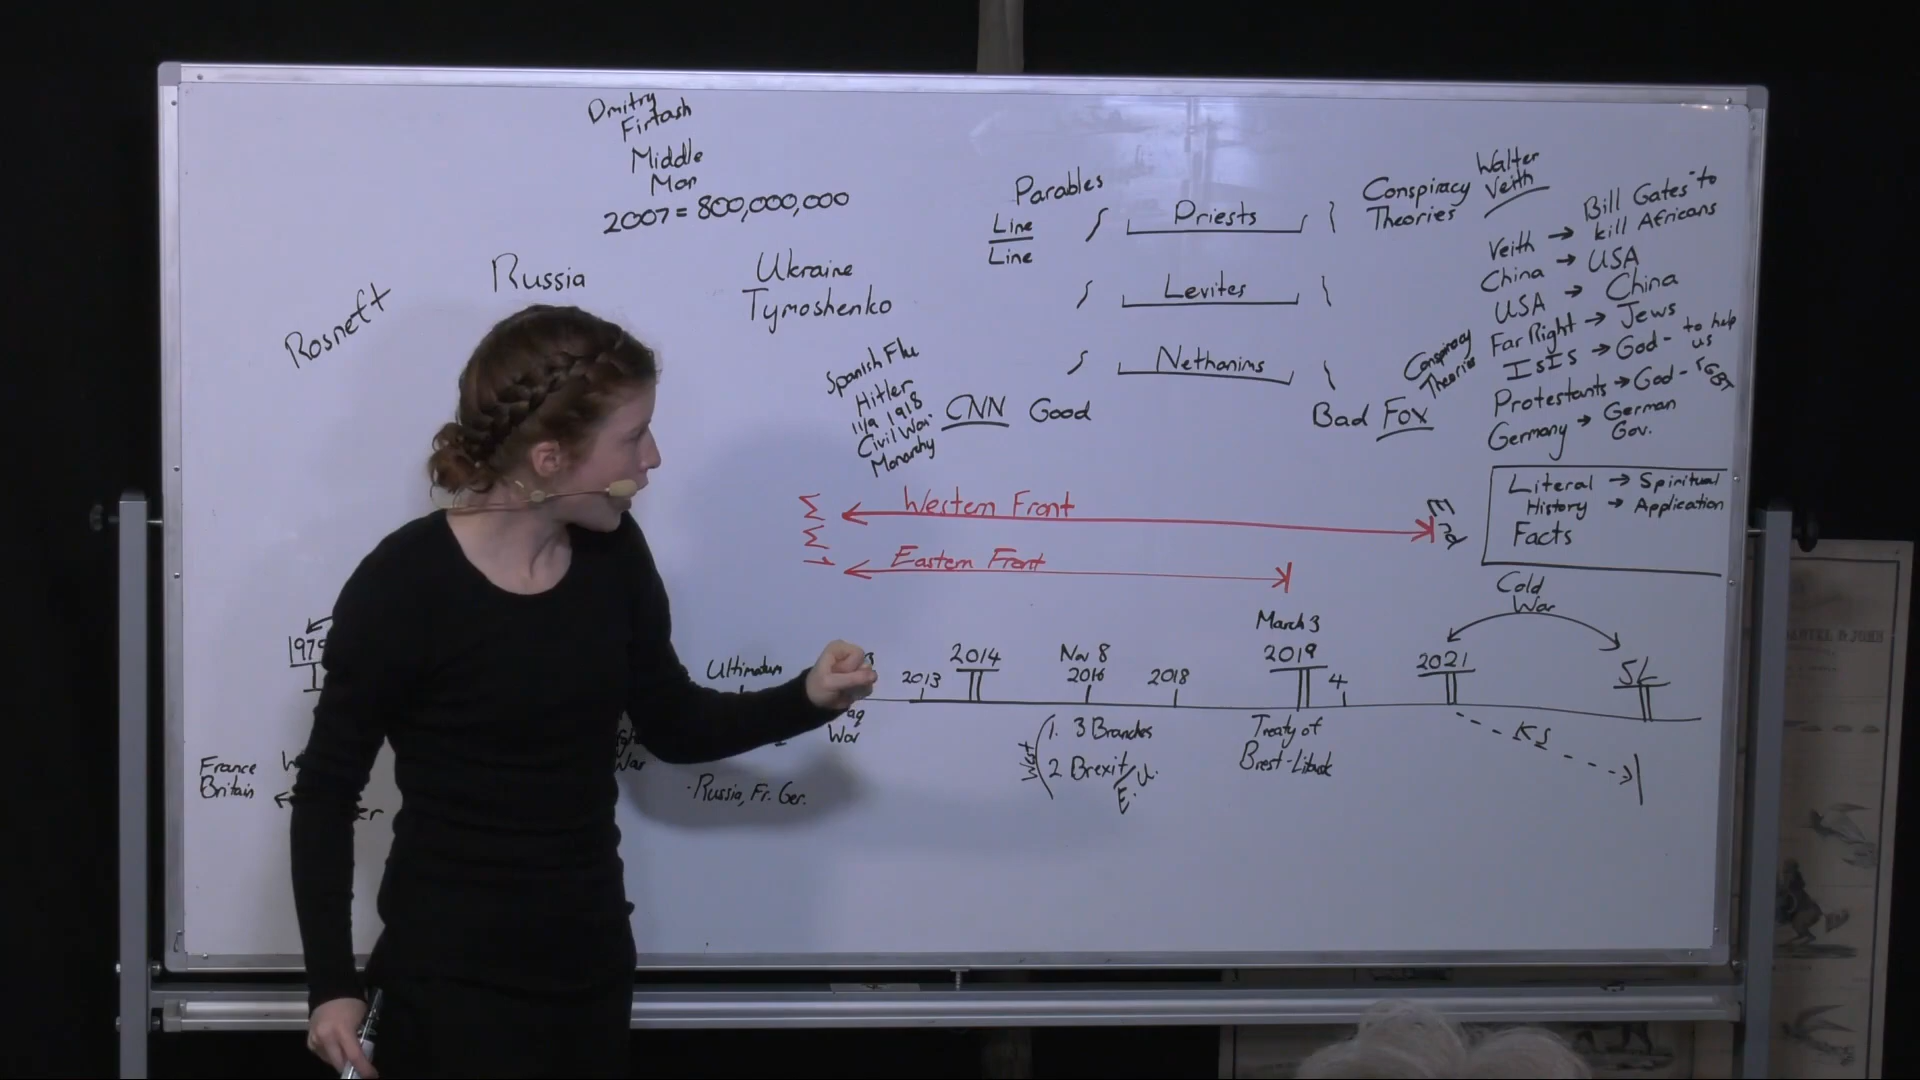 Dmitry
Firtash
Middle
Man
2007 = 800,000,000
Rosneft
Russia
Ukraine
Tymoshenko
Parables
Line
Line
Priests
Levites
Nethanims
Conspiracy
Theories
Walter
Veith
Veith → Bill Gates to
kill Africans
China → USA
USA → China
Far Right → Jews
ISIS → God - to help
us
Protestants → God -
Germany → German
Gov.
Conspiracy
Theories
Spanish Flu
Hitler
11/9 1918
Civil War
Monarchy
CNN Good
Bad Fox
WW1
Western Front
End
Eastern Front
Literal → Spiritual
History → Application
Facts
Cold
War
March 3
1979
Ultimatum
2013
2014
Nov 8
2016
2018
2019
4
2021
SL
War
War
1. 3 Branches
2 Brexit/
E.U.
West
Treaty of
Brest-Litovsk
KS
France
Britain
Russia, Fr. Ger.